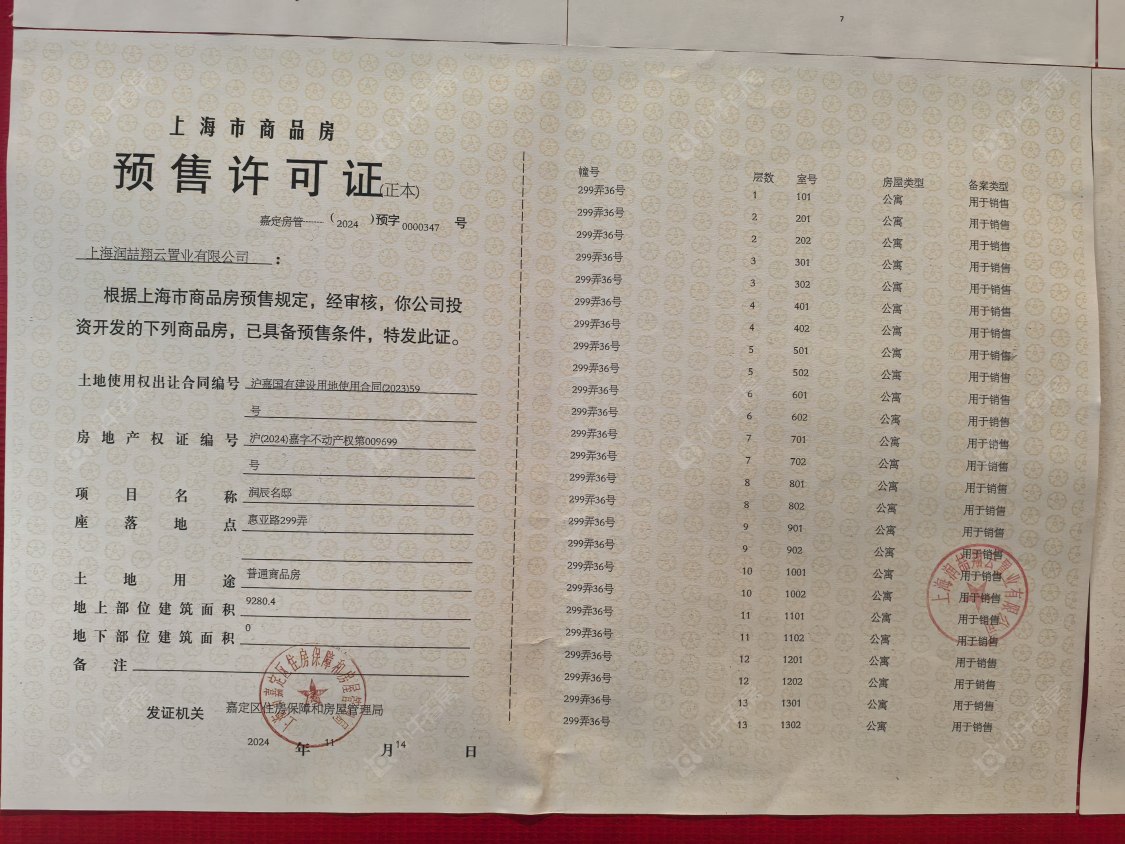 7
上海市商品房
预售许可证(正本)
嘉定房管(2024)预字0000347号
上海润喆翔云置业有限公司：
根据上海市商品房预售规定，经审核，你公司投
资开发的下列商品房，已具备预售条件，特发此证。
土地使用权出让合同编号 沪嘉国有建设用地使用合同(2023)59
号
房地产权证编号 沪(2024)嘉字不动产权第009699
号
项目名称 润辰名邸
座落地点 惠亚路299弄
土地用途 普通商品房
地上部位建筑面积 9280.4
地下部位建筑面积 0
备注
发证机关 嘉定区住房保障和房屋管理局
2024年11月14日
幢号 层数 室号 房屋类型 备案类型
299弄36号 1 101 公寓 用于销售
299弄36号 2 201 公寓 用于销售
299弄36号 2 202 公寓 用于销售
299弄36号 3 301 公寓 用于销售
299弄36号 3 302 公寓 用于销售
299弄36号 4 401 公寓 用于销售
299弄36号 4 402 公寓 用于销售
299弄36号 5 501 公寓 用于销售
299弄36号 5 502 公寓 用于销售
299弄36号 6 601 公寓 用于销售
299弄36号 6 602 公寓 用于销售
299弄36号 7 701 公寓 用于销售
299弄36号 7 702 公寓 用于销售
299弄36号 8 801 公寓 用于销售
299弄36号 8 802 公寓 用于销售
299弄36号 9 901 公寓 用于销售
299弄36号 9 902 公寓 用于销售
299弄36号 10 1001 公寓 用于销售
299弄36号 10 1002 公寓 用于销售
299弄36号 11 1101 公寓 用于销售
299弄36号 11 1102 公寓 用于销售
299弄36号 12 1201 公寓 用于销售
299弄36号 12 1202 公寓 用于销售
299弄36号 13 1301 公寓 用于销售
299弄36号 13 1302 公寓 用于销售
上海润喆翔云置业有限公司